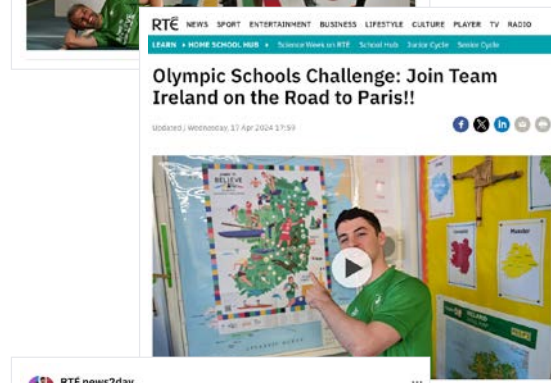 RTÉ NEWS SPORT ENTERTAINMENT BUSINESS LIFESTYLE CULTURE PLAYER TV RADIO
LEARN HOME SCHOOL HUB Science Week on RTÉ School Hub Junior Cycle Senior Cycle
Olympic Schools Challenge: Join Team
Ireland on the Road to Paris!!
Updated / Wednesday, 17 Apr 2024 17:59
BELIEVE
Munster
IRELAND
RTÉ news2day